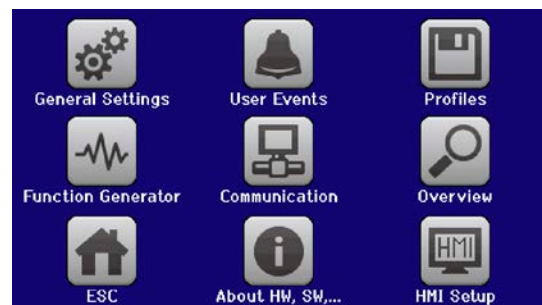 General Settings
User Events
Profiles
Function Generator
Communication
Overview
HMI
ESC
About HW, SW,...
HMI Setup